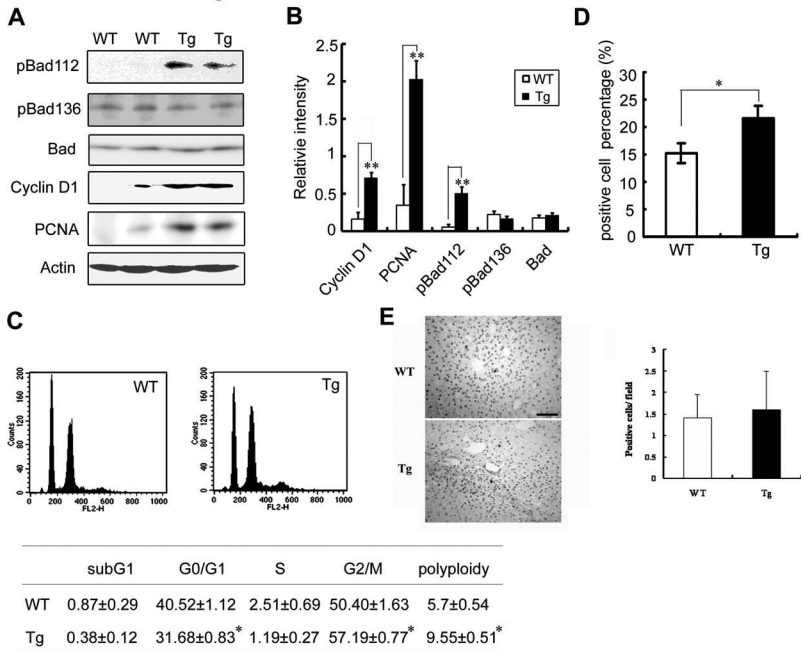 A
WT WT Tg Tg
pBad112
pBad136
Bad
Cyclin D1
PCNA
Actin
B
Relativie intensity
2.5
2
1.5
1
0.5
0
**
**
**
WT
Tg
Cyclin D1
PCNA
pBad112
pBad136
Bad
D
positive cell percentage (%)
30
25
20
15
10
5
0
*
WT Tg
C
WT
Counts
200
160
120
80
40
0
0 200 400 600 800 1000
FL2-H
Tg
Counts
200
160
120
80
40
0
0 200 400 600 800 1000
FL2-H
E
WT
Tg
Positive cells/ field
3
2.5
2
1.5
1
0.5
0
WT Tg
subG1 G0/G1 S G2/M polyploidy
WT 0.87±0.29 40.52±1.12 2.51±0.69 50.40±1.63 5.7±0.54
Tg 0.38±0.12 31.68±0.83* 1.19±0.27 57.19±0.77* 9.55±0.51*